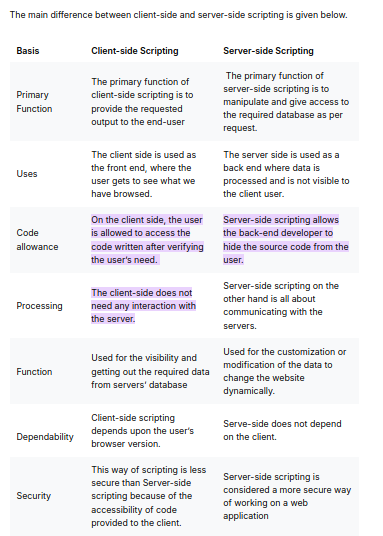 The main difference between client-side and server-side scripting is given below.
Basis
Client-side Scripting
Server-side Scripting
Primary
Function
The primary function of
client-side scripting is to
provide the requested
output to the end-user
The primary function of
server-side scripting is to
manipulate and give access to
the required database as per
request.
Uses
The client side is used as
the front end, where the
user gets to see what we
have browsed.
The server side is used as a
back end where data is
processed and is not visible to
the client user.
Code
allowance
On the client side, the user
is allowed to access the
code written after verifying
the user's need.
Server-side scripting allows
the back-end developer to
hide the source code from the
user.
Processing
The client-side does not
need any interaction with
the server.
Server-side scripting on the
other hand is all about
communicating with the
servers.
Function
Used for the visibility and
getting out the required data
from servers' database
Used for the customization or
modification of the data to
change the website
dynamically.
Dependability
Client-side scripting
depends upon the user's
browser version.
Serve-side does not depend
on the client.
Security
This way of scripting is less
secure than Server-side
scripting because of the
accessibility of code
provided to the client.
Server-side scripting is
considered a more secure way
of working on a web
application